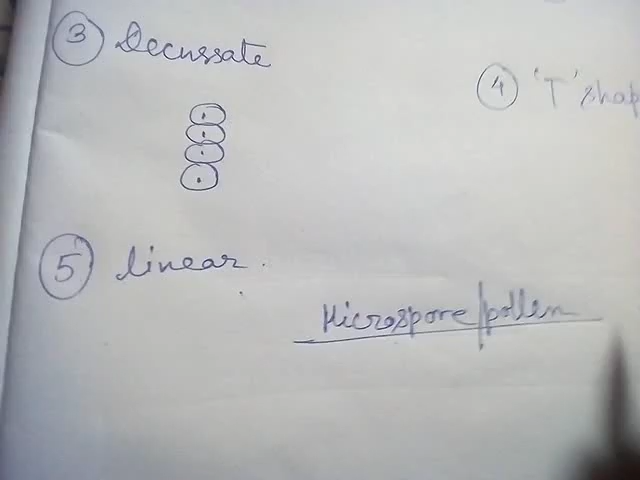 ③ Decussate
④ 'T' shap
⑤ linear.
Microspore/pollen